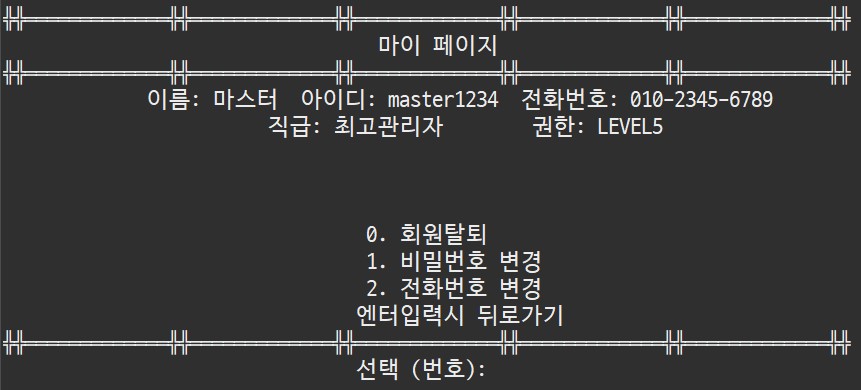 마이 페이지
이름: 마스터 아이디: master1234 전화번호: 010-2345-6789
직급: 최고관리자 권한: LEVEL5
0. 회원탈퇴
1. 비밀번호 변경
2. 전화번호 변경
엔터입력시 뒤로가기
선택 (번호):